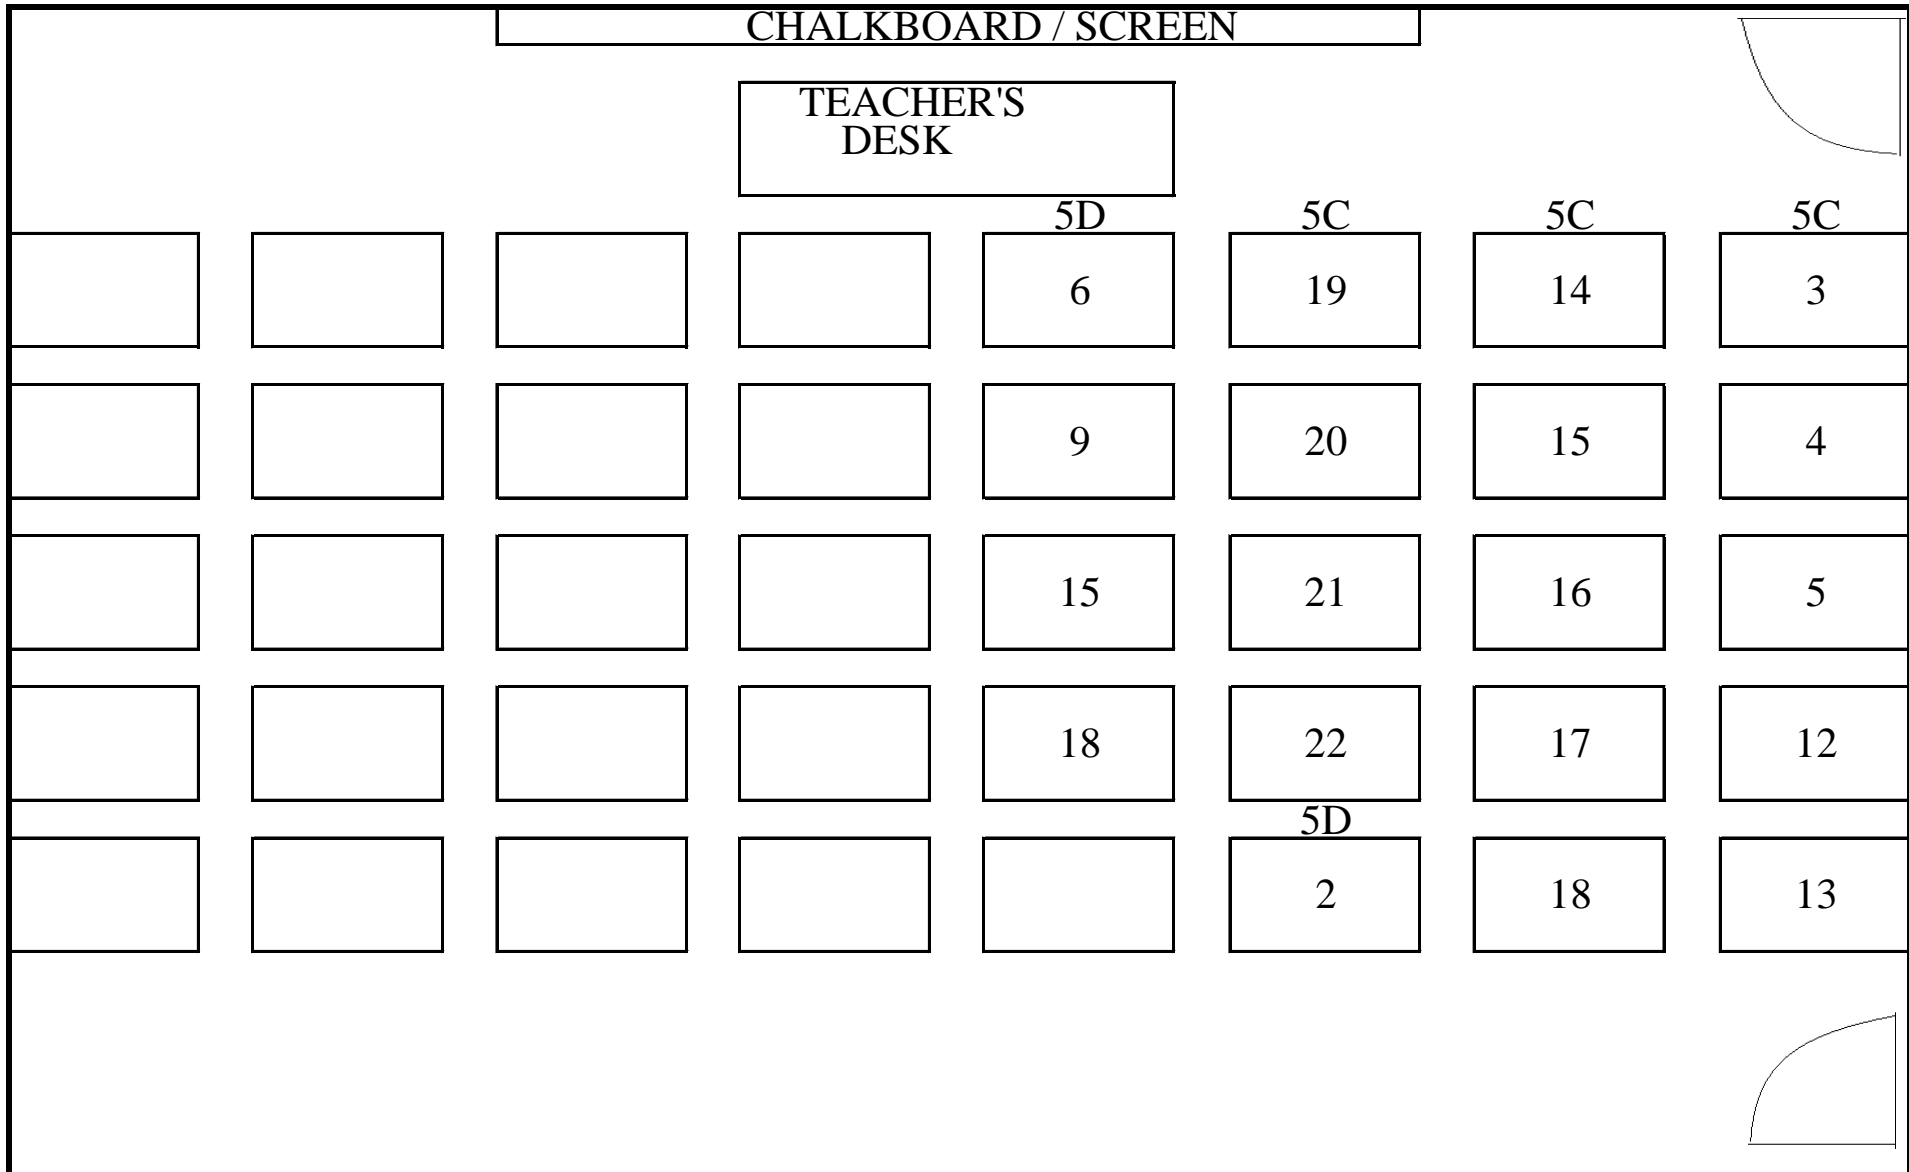 CHALKBOARD / SCREEN
TEACHER'S
DESK
5D 5C 5C 5C
6 19 14 3
9 20 15 4
15 21 16 5
18 22 17 12
5D
2 18 13